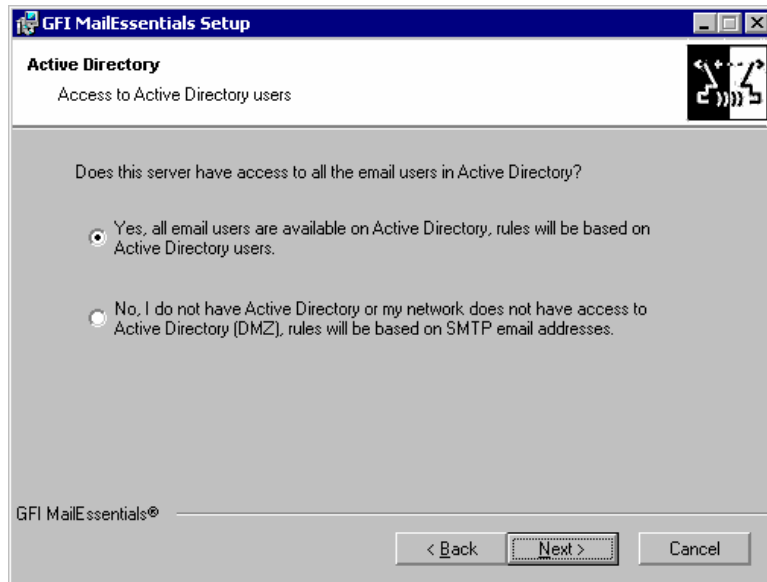 GFI MailEssentials Setup
Active Directory
Access to Active Directory users
Does this server have access to all the email users in Active Directory?
Yes, all email users are available on Active Directory, rules will be based on
Active Directory users.
No, I do not have Active Directory or my network does not have access to
Active Directory (DMZ), rules will be based on SMTP email addresses.
GFI MailEssentials®
< Back
Next >
Cancel